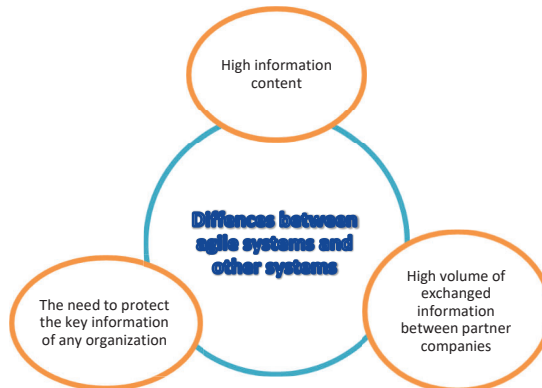 High information
content
Diffences between
agile systems and
other systems
The need to protect
the key information
of any organization
High volume of
exchanged
information
between partner
companies